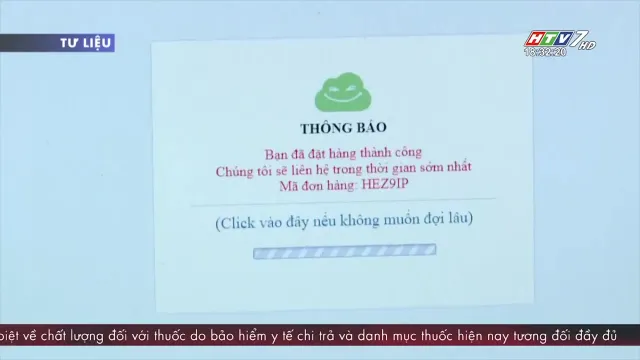 TƯ LIỆU
HTV7 HD
18:32:20
THÔNG BÁO
Bạn đã đặt hàng thành công
Chúng tôi sẽ liên hệ trong thời gian sớm nhất
Mã đơn hàng: HEZ9IP
(Click vào đây nếu không muốn đợi lâu)
biệt về chất lượng đối với thuốc do bảo hiểm y tế chi trả và danh mục thuốc hiện nay tương đối đầy đủ